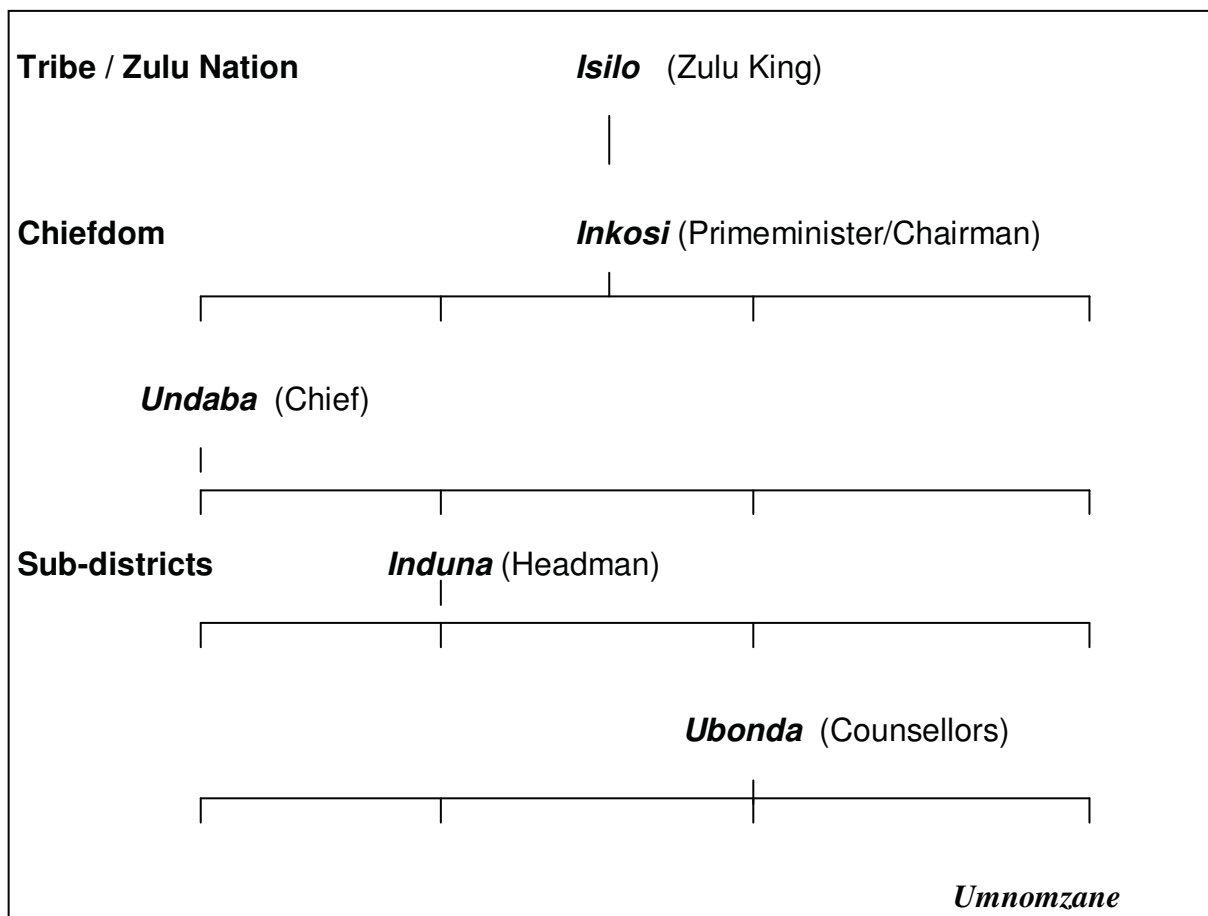 Tribe / Zulu Nation Isilo (Zulu King)
Chiefdom Inkosi (Primeminister/Chairman)
Undaba (Chief)
Sub-districts Induna (Headman)
Ubonda (Counsellors)
Umnomzane